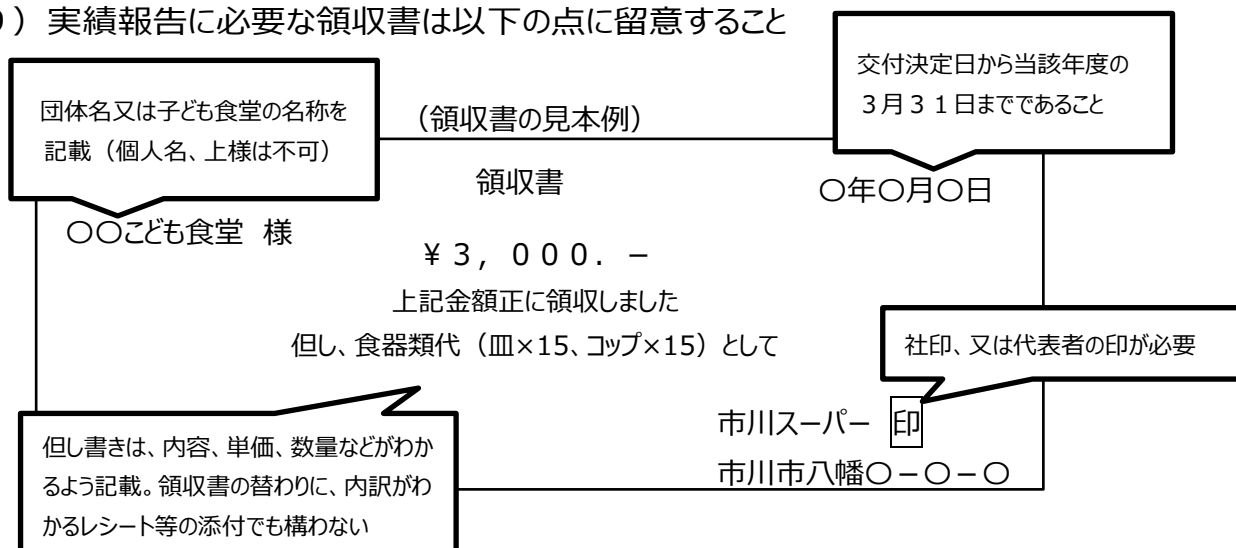 ）実績報告に必要な領収書は以下の点に留意すること
団体名又は子ども食堂の名称を
記載（個人名、上様は不可）
（領収書の見本例）
交付決定日から当該年度の
３月３１日までであること
領収書
〇年〇月〇日
〇〇こども食堂 様
￥３，０００．－
上記金額正に領収しました
但し、食器類代（皿×15、コップ×15）として
社印、又は代表者の印が必要
市川スーパー 印
市川市八幡〇－〇－〇
但し書きは、内容、単価、数量などがわか
るよう記載。領収書の替わりに、内訳がわ
かるレシート等の添付でも構わない